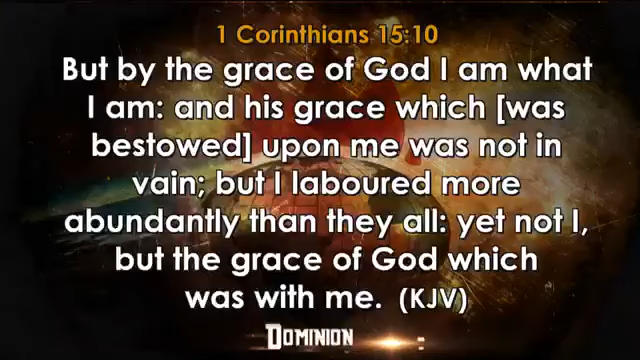 1 Corinthians 15:10
But by the grace of God I am what
I am: and his grace which [was
bestowed] upon me was not in
vain; but I laboured more
abundantly than they all: yet not I,
but the grace of God which
was with me. (KJV)
DOMINION